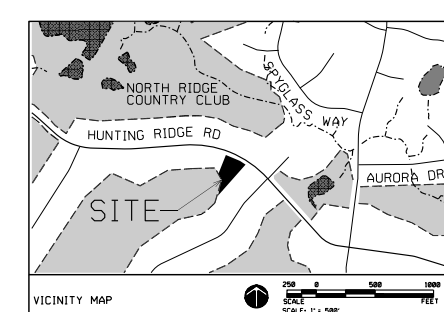 NORTH RIDGE
COUNTRY CLUB
SPYGLASS WAY
HUNTING RIDGE RD
AURORA DR
SITE
VICINITY MAP
250 0 500 1000
SCALE FEET
SCALE: 1" = 500'